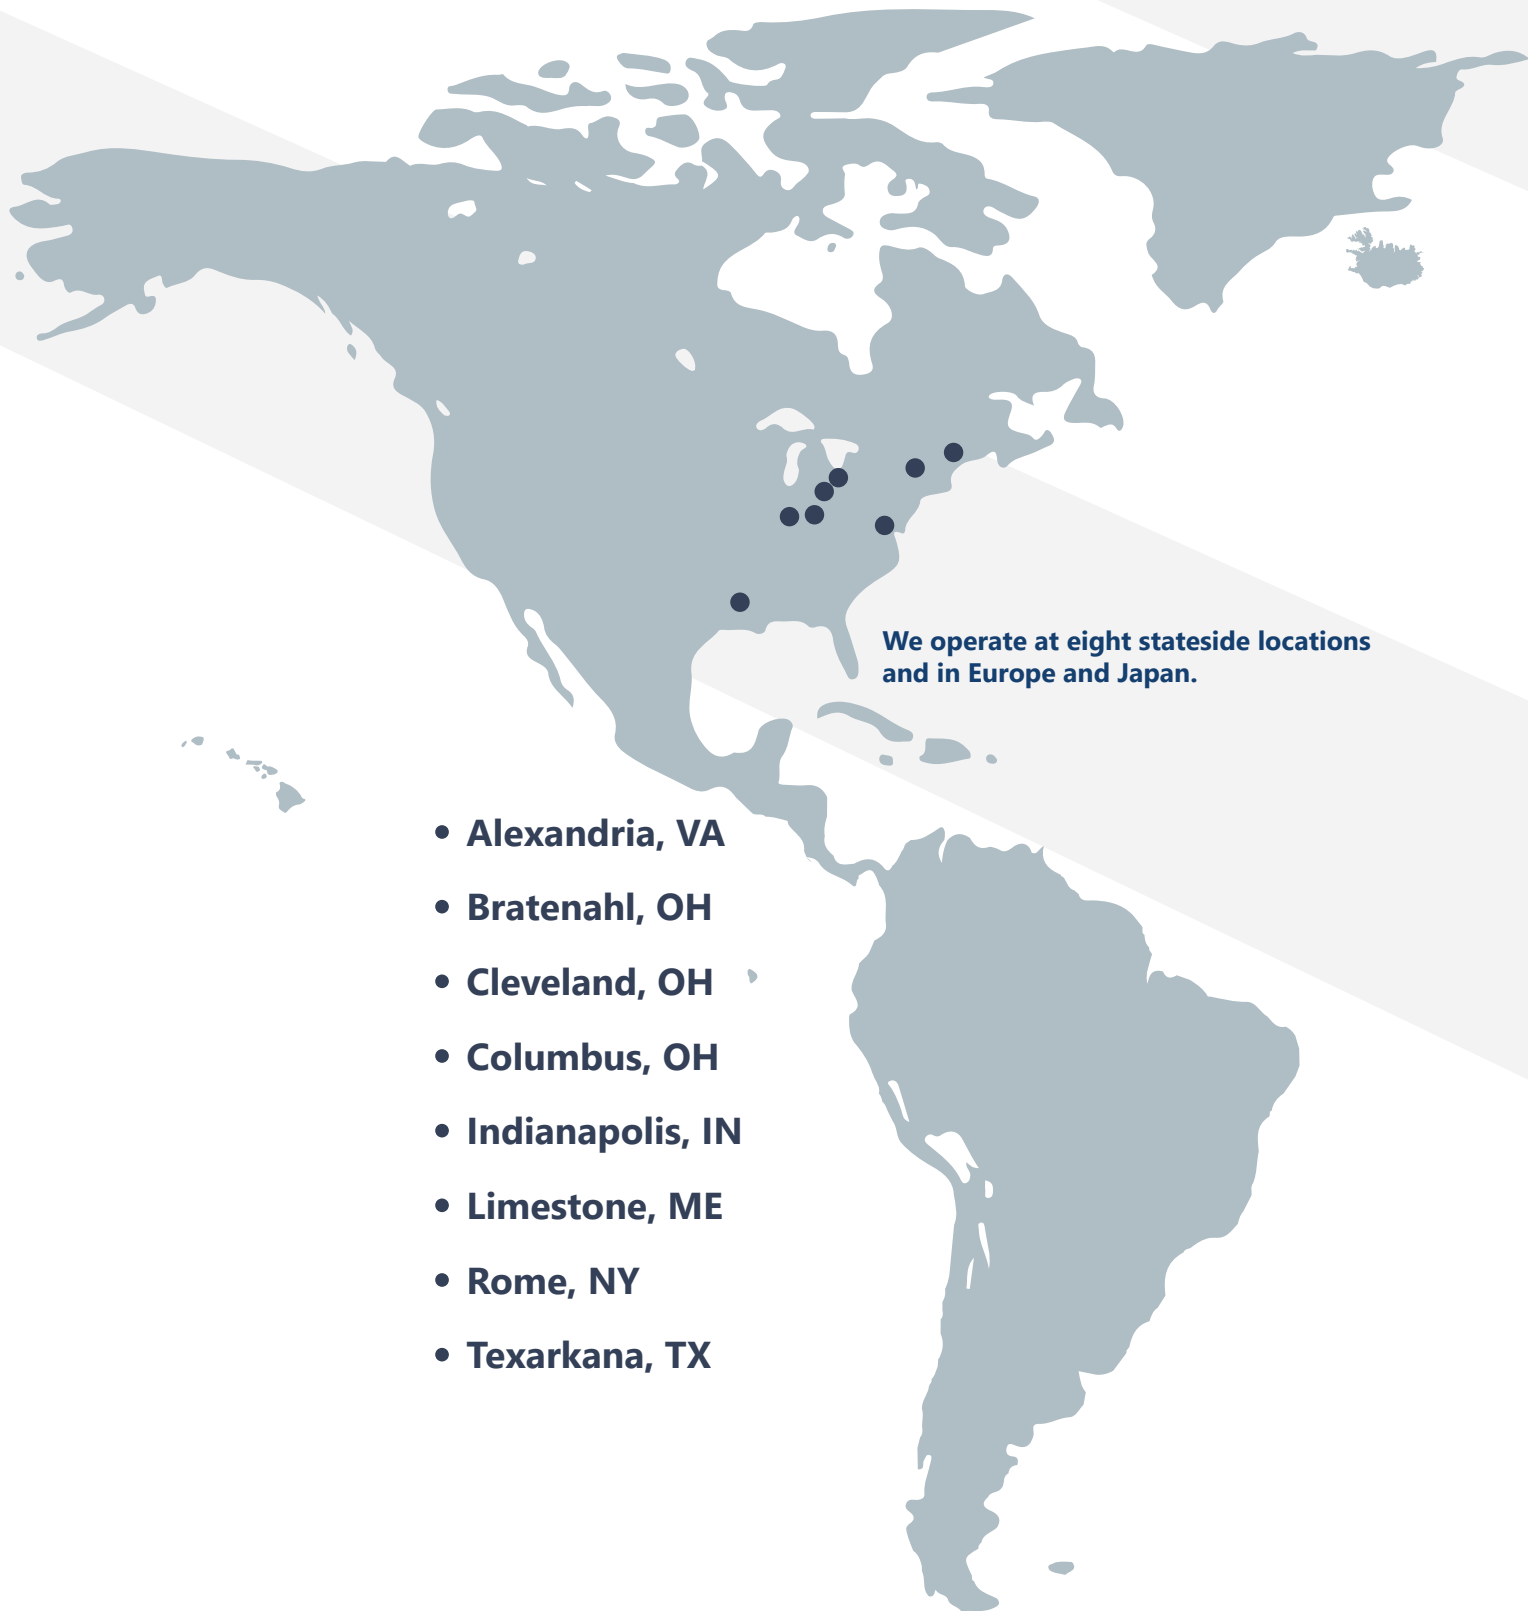 We operate at eight stateside locations
and in Europe and Japan.
• Alexandria, VA
• Bratenahl, OH
• Cleveland, OH
• Columbus, OH
• Indianapolis, IN
• Limestone, ME
• Rome, NY
• Texarkana, TX